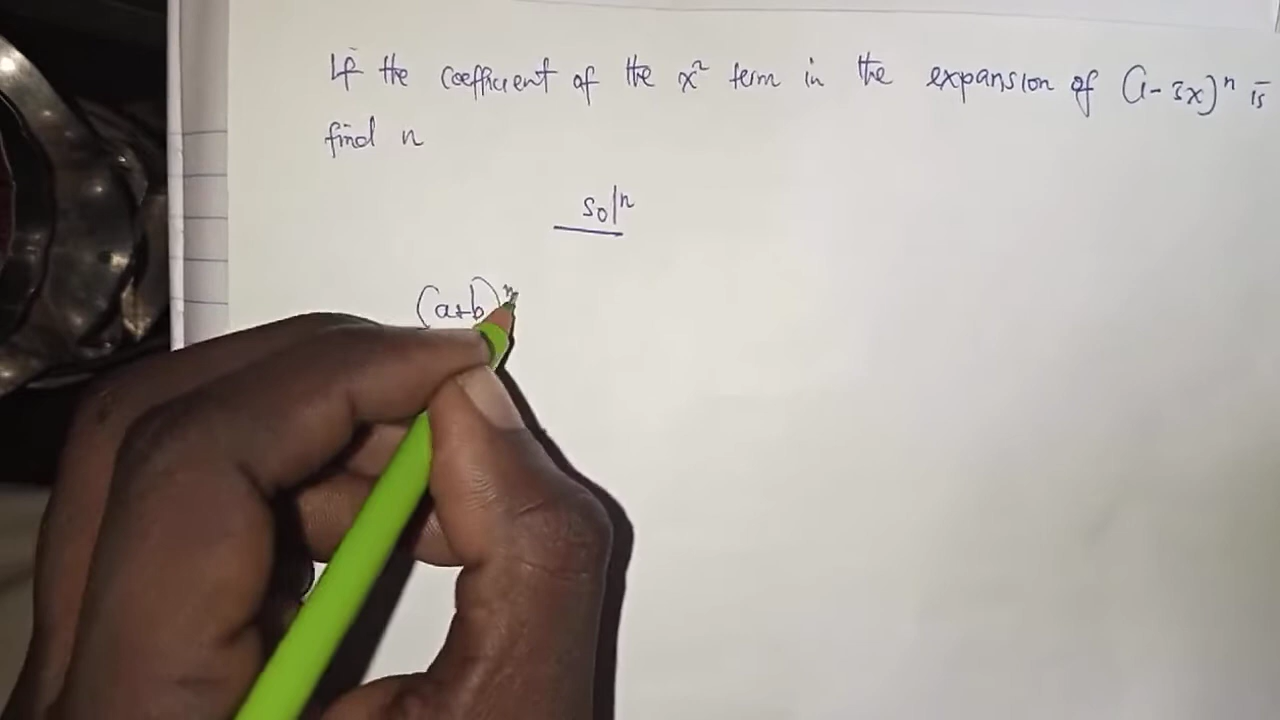 If the coefficient of the x² term in the expansion of (1-3x)ⁿ is
find n
solⁿ
(a+b)ⁿ